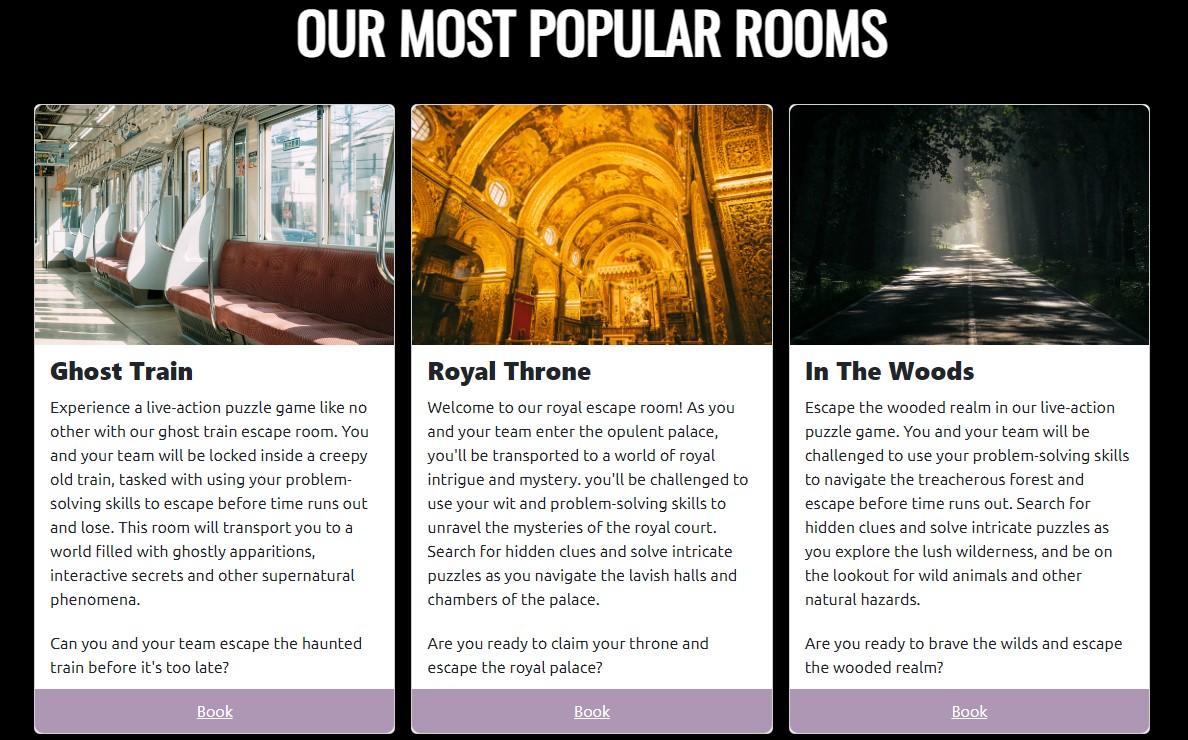 OUR MOST POPULAR ROOMS
Ghost Train
Experience a live-action puzzle game like no
other with our ghost train escape room. You
and your team will be locked inside a creepy
old train, tasked with using your problem-
solving skills to escape before time runs out
and lose. This room will transport you to a
world filled with ghostly apparitions,
interactive secrets and other supernatural
phenomena.
Can you and your team escape the haunted
train before it's too late?
Book
Royal Throne
Welcome to our royal escape room! As you
and your team enter the opulent palace,
you'll be transported to a world of royal
intrigue and mystery. you'll be challenged to
use your wit and problem-solving skills to
unravel the mysteries of the royal court.
Search for hidden clues and solve intricate
puzzles as you navigate the lavish halls and
chambers of the palace.
Are you ready to claim your throne and
escape the royal palace?
Book
In The Woods
Escape the wooded realm in our live-action
puzzle game. You and your team will be
challenged to use your problem-solving skills
to navigate the treacherous forest and
escape before time runs out. Search for
hidden clues and solve intricate puzzles as
you explore the lush wilderness, and be on
the lookout for wild animals and other
natural hazards.
Are you ready to brave the wilds and escape
the wooded realm?
Book